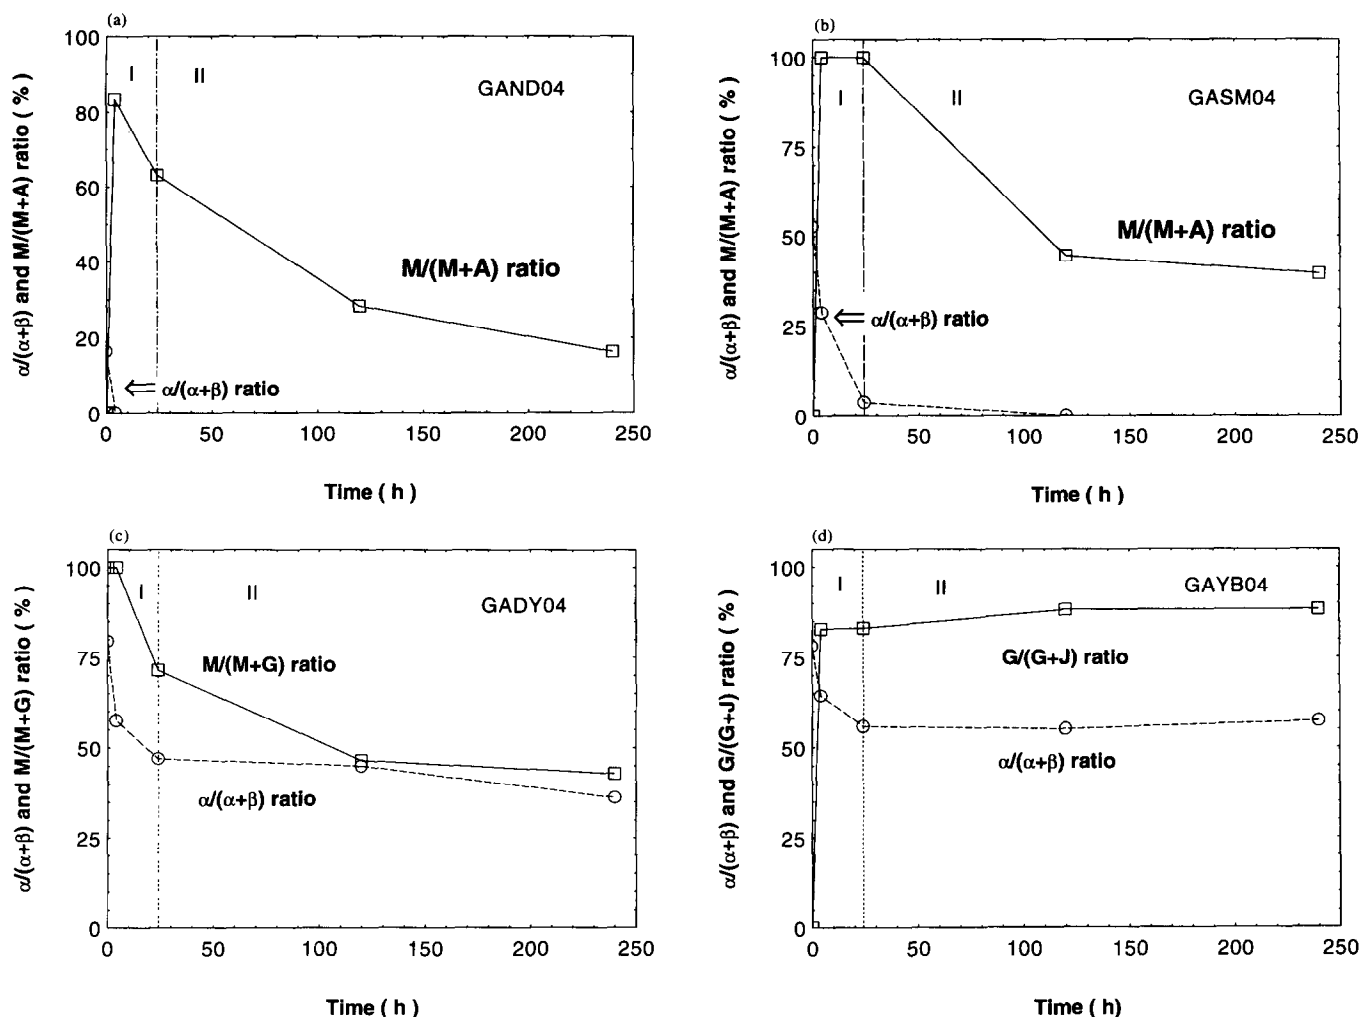 (a)
100
80
60
40
20
0
α/(α+β) and M/(M+A) ratio ( % )
I
II
GAND04
M/(M+A) ratio
⇐ α/(α+β) ratio
0 50 100 150 200 250
Time ( h )
(b)
100
75
50
25
0
α/(α+β) and M/(M+A) ratio ( % )
I
II
GASM04
M/(M+A) ratio
⇐ α/(α+β) ratio
0 50 100 150 200 250
Time ( h )
(c)
100
75
50
25
0
α/(α+β) and M/(M+G) ratio ( % )
I
II
GADY04
M/(M+G) ratio
α/(α+β) ratio
0 50 100 150 200 250
Time ( h )
(d)
100
75
50
25
0
α/(α+β) and G/(G+J) ratio ( % )
I
II
GAYB04
G/(G+J) ratio
α/(α+β) ratio
0 50 100 150 200 250
Time ( h)